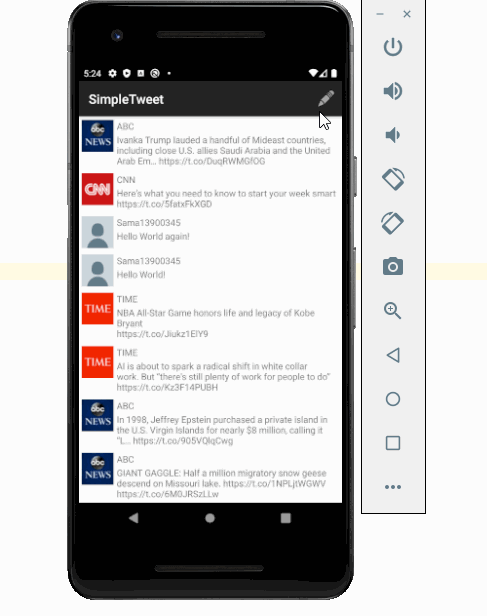 5:24
SimpleTweet
abc
NEWS
ABC
Ivanka Trump lauded a handful of Mideast countries,
including close U.S. allies Saudi Arabia and the United
Arab Em… https://t.co/DuqRWMGfOG
CNN
CNN
Here's what you need to know to start your week smart
https://t.co/5fatxFkXGD
Sama13900345
Hello World again!
Sama13900345
Hello World!
TIME
TIME
NBA All-Star Game honors life and legacy of Kobe
Bryant
https://t.co/Jiukz1ElY9
TIME
TIME
AI is about to spark a radical shift in white collar
work. But "there's still plenty of work for people to do"
https://t.co/Kz3F14PUBH
abc
NEWS
ABC
In 1998, Jeffrey Epstein purchased a private island in
the U.S. Virgin Islands for nearly $8 million, calling it
"L… https://t.co/905VQlqCwg
abc
NEWS
ABC
GIANT GAGGLE: Half a million migratory snow geese
descend on Missouri lake. https://t.co/1NPLjtWGWV
https://t.co/6M0JRSzLLw